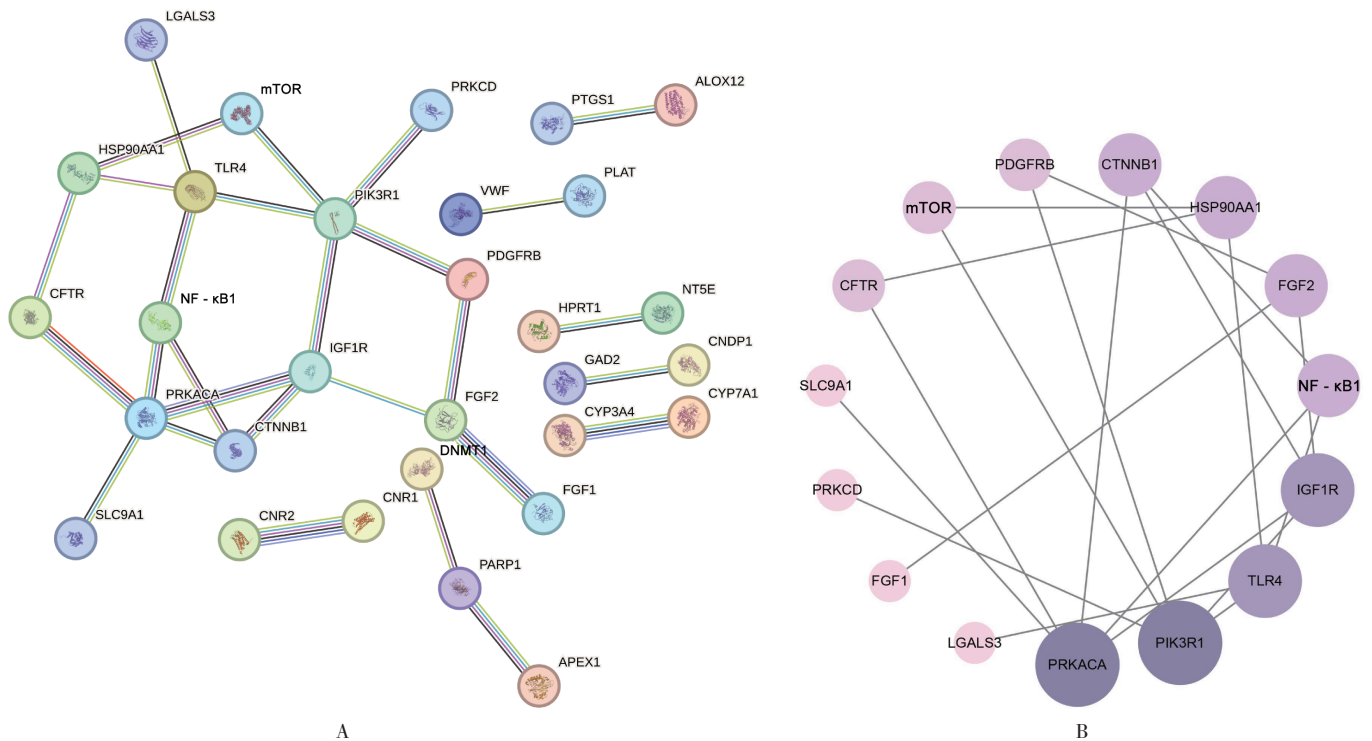 LGALS3
mTOR
PRKCD
PTGS1
ALOX12
HSP90AA1
TLR4
PIK3R1
VWF
PLAT
PDGFRB
CFTR
NF - κB1
HPRT1
NT5E
IGF1R
GAD2
CNDP1
PRKACA
FGF2
CYP3A4
CYP7A1
CTNNB1
DNMT1
SLC9A1
CNR2
CNR1
FGF1
PARP1
APEX1
A
PDGFRB
CTNNB1
mTOR
HSP90AA1
CFTR
FGF2
SLC9A1
NF - κB1
PRKCD
IGF1R
FGF1
TLR4
LGALS3
PIK3R1
PRKACA
B